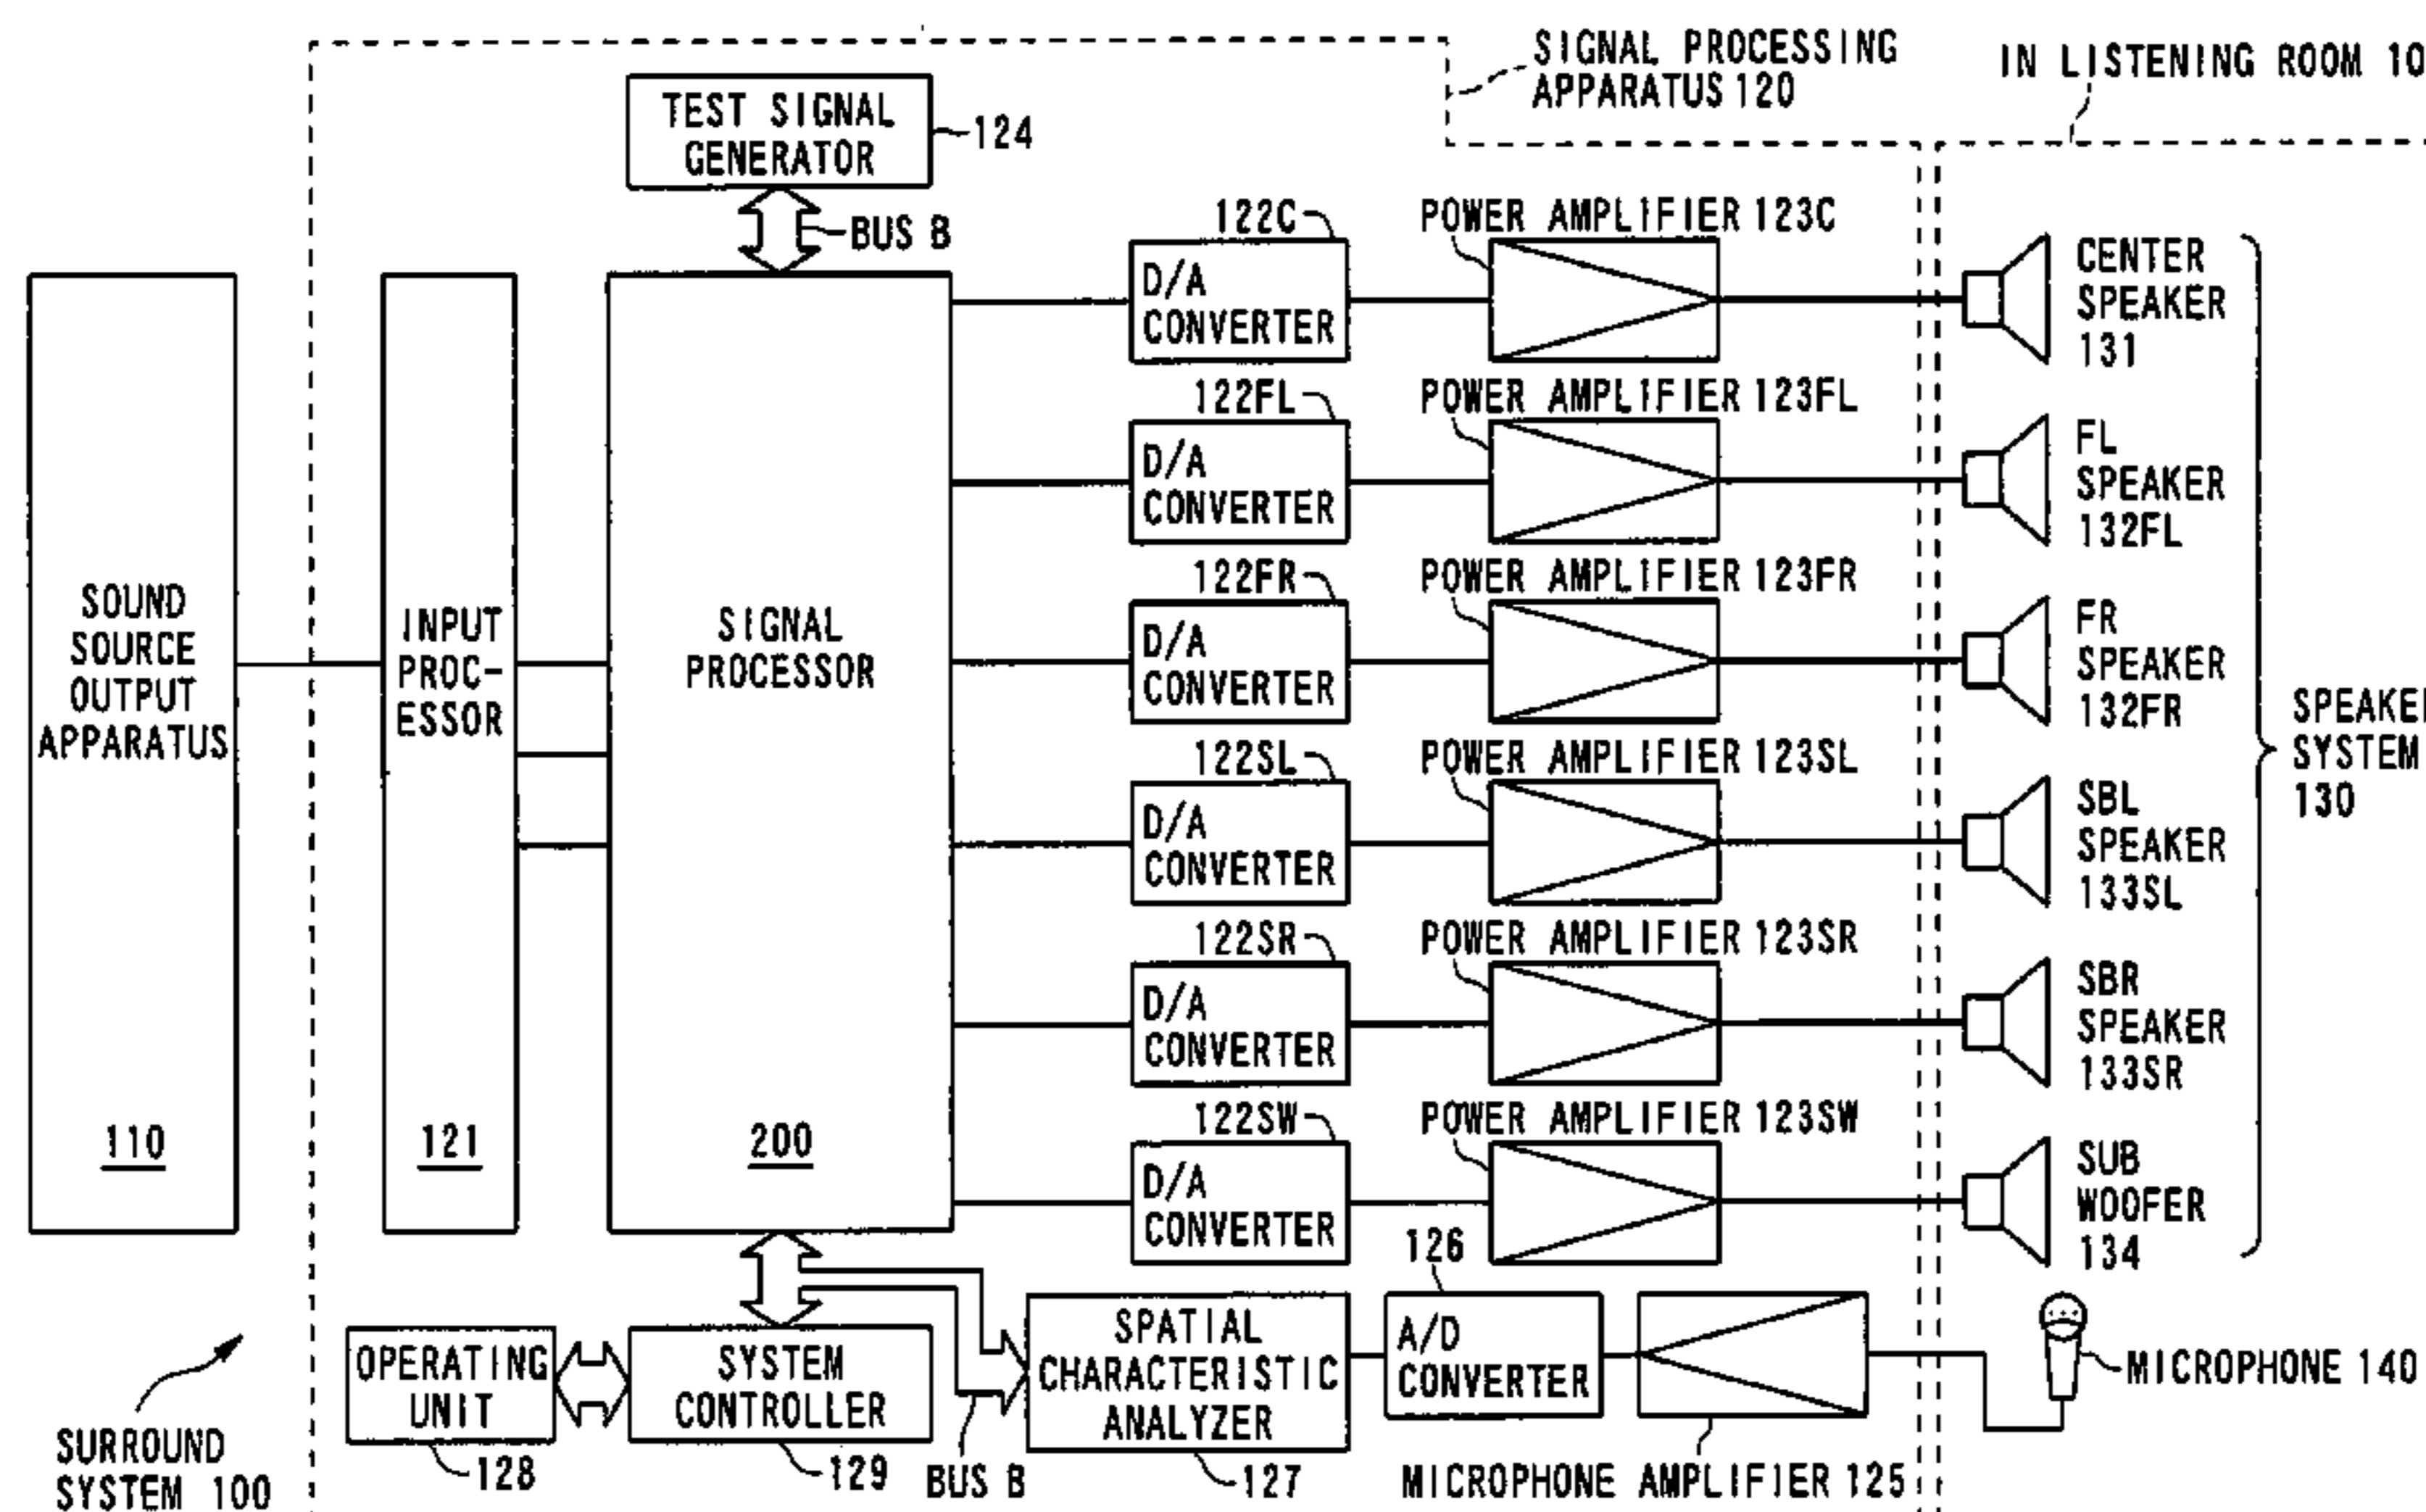 SIGNAL PROCESSING
APPARATUS 120
IN LISTENING ROOM 10
TEST SIGNAL
GENERATOR
124
BUS B
122C
POWER AMPLIFIER 123C
D/A
CONVERTER
CENTER
SPEAKER
131
122FL
POWER AMPLIFIER 123FL
D/A
CONVERTER
FL
SPEAKER
132FL
122FR
POWER AMPLIFIER 123FR
D/A
CONVERTER
FR
SPEAKER
132FR
SOUND
SOURCE
OUTPUT
APPARATUS
110
INPUT
PROC-
ESSOR
121
SIGNAL
PROCESSOR
200
122SL
POWER AMPLIFIER 123SL
D/A
CONVERTER
SBL
SPEAKER
133SL
SPEAKER
SYSTEM
130
122SR
POWER AMPLIFIER 123SR
D/A
CONVERTER
SBR
SPEAKER
133SR
122SW
POWER AMPLIFIER 123SW
D/A
CONVERTER
SUB
WOOFER
134
126
OPERATING
UNIT
128
SYSTEM
CONTROLLER
129
BUS B
SPATIAL
CHARACTERISTIC
ANALYZER
127
A/D
CONVERTER
MICROPHONE AMPLIFIER 125
MICROPHONE 140
SURROUND
SYSTEM 100